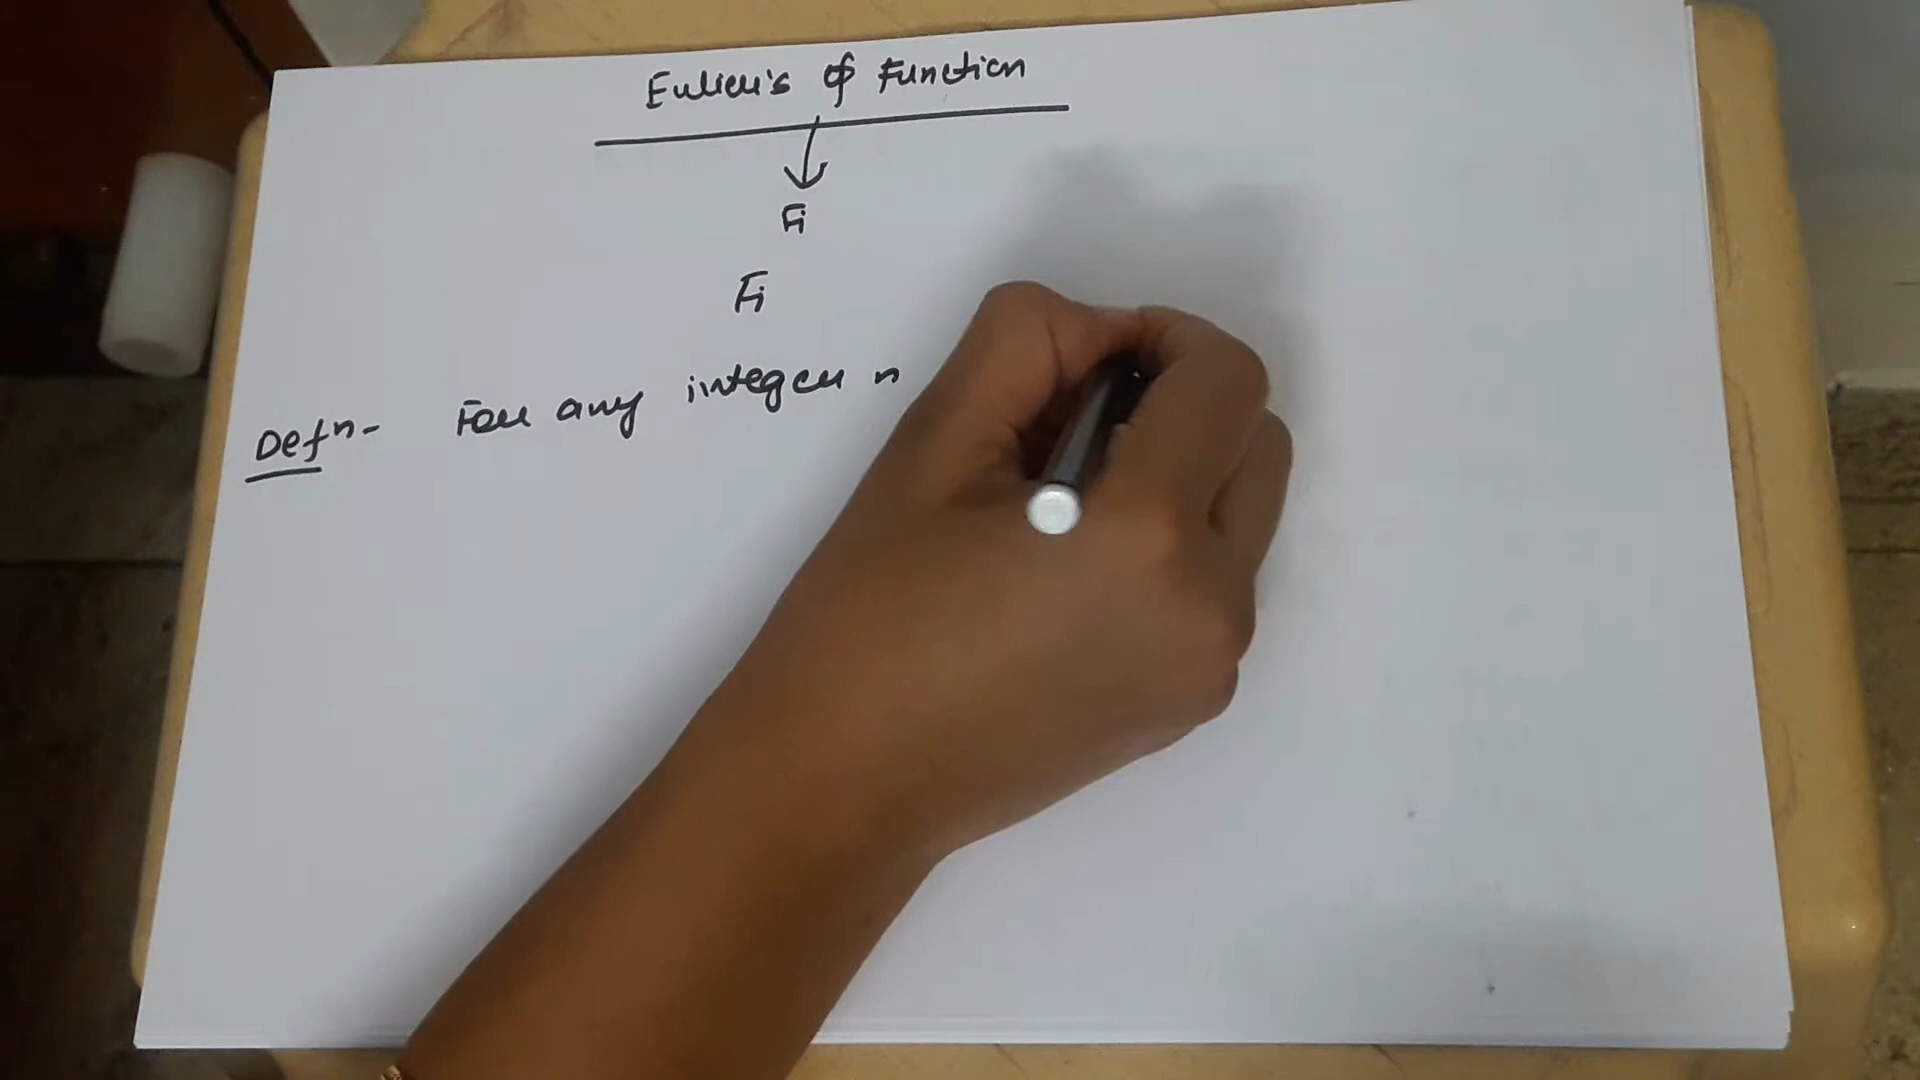 Euler's ϕ Function
Fi
Fi
Defn- For any integer n